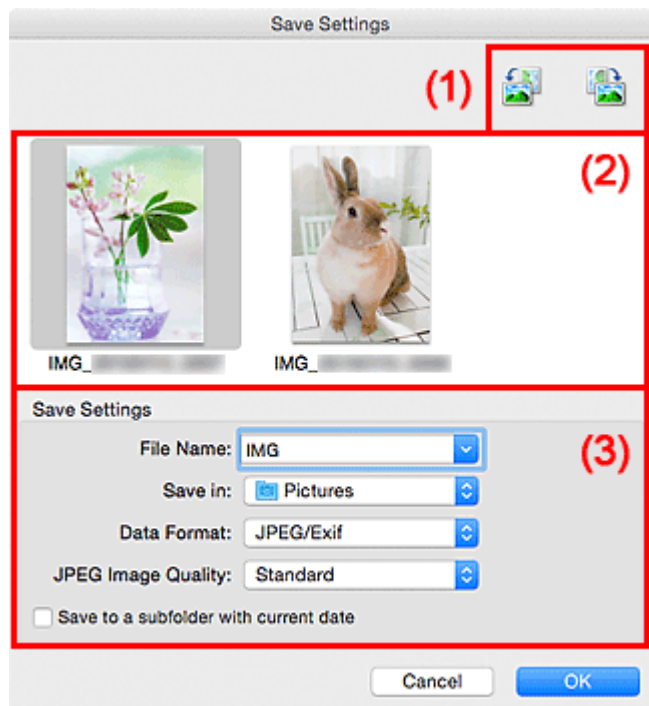 Save Settings
(1)
(2)
IMG_
IMG_
Save Settings
(3)
File Name: IMG
Save in: Pictures
Data Format: JPEG/Exif
JPEG Image Quality: Standard
Save to a subfolder with current date
Cancel OK